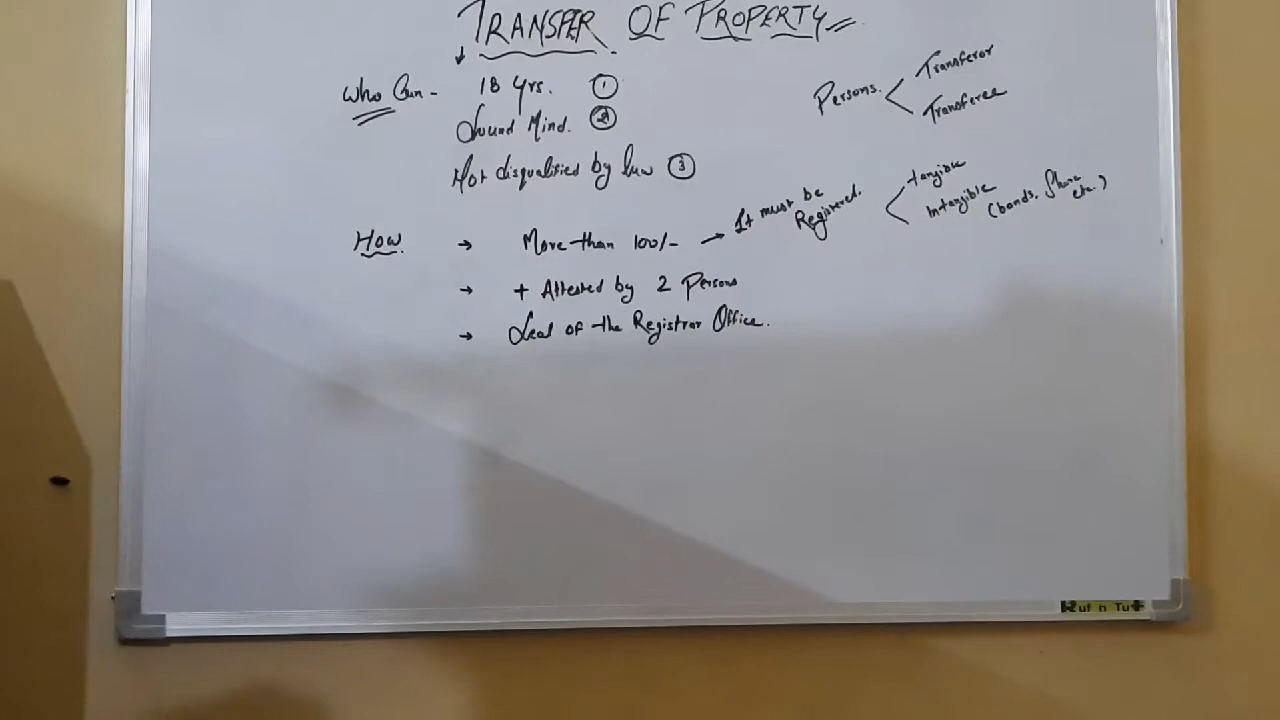 TRANSFER OF PROPERTY
Who Can - 18 Yrs. 1
Sound Mind. 2
Not disqualified by law 3
Persons. Transferor
Transferee
How. → More than 100/- → It must be Registered.
tangible
Intangible (bonds, Share etc.)
→ + Attested by 2 Persons
→ Seal of the Registrar Office.
Ruf n Tuf